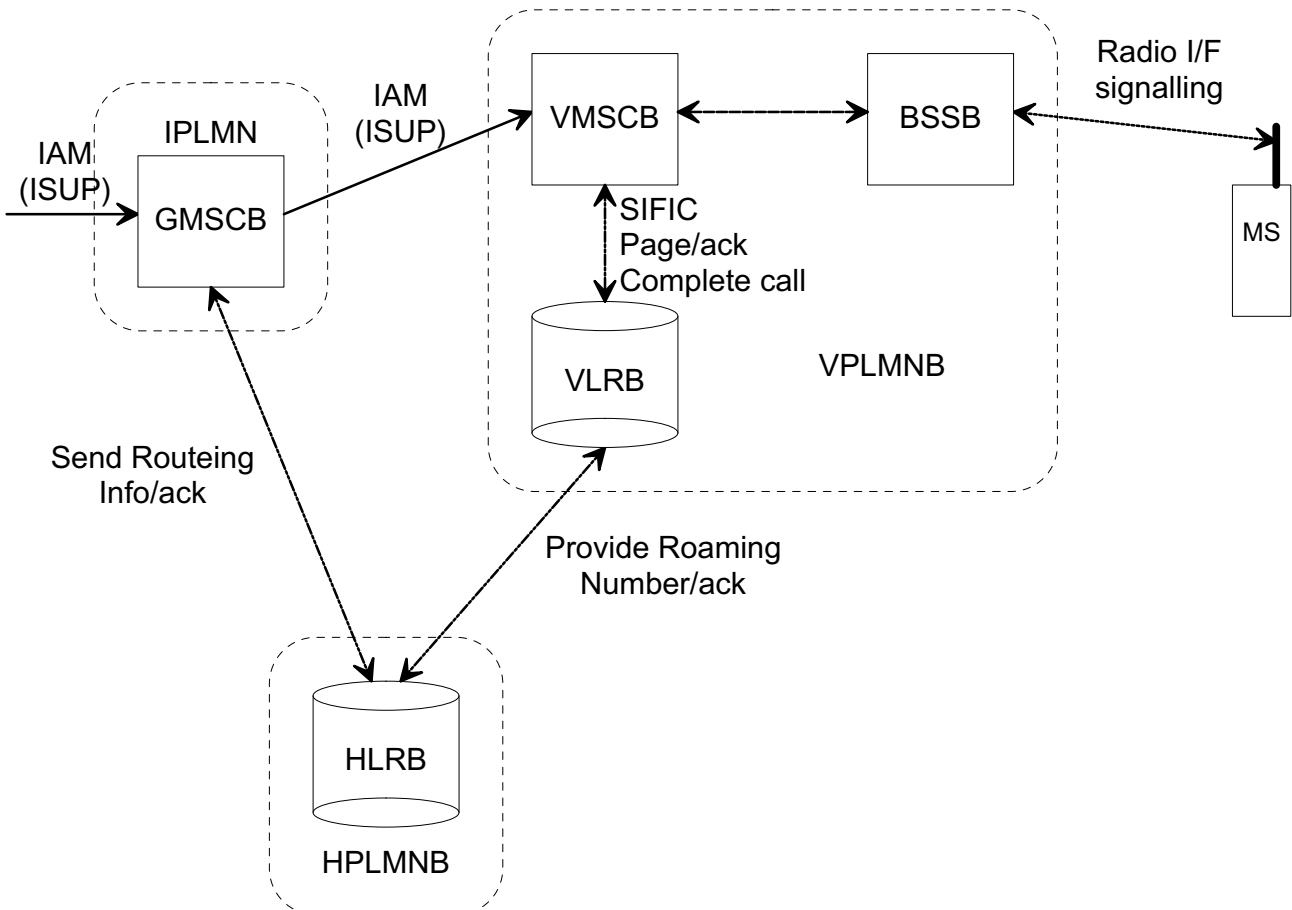 Radio I/F
signalling
IAM
(ISUP)
VMSCB
BSSB
IPLMN
IAM
(ISUP)
GMSCB
SIFIC
Page/ack
Complete call
MS
VLRB
VPLMNB
Send Routeing
Info/ack
Provide Roaming
Number/ack
HLRB
HPLMNB